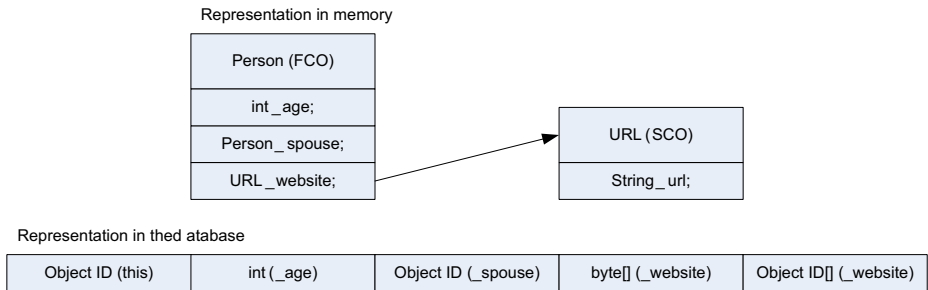 Representation in memory
Person (FCO)
int _age;
Person_ spouse;
URL _website;
URL (SCO)
String_ url;
Representation in thed atabase
Object ID (this)
int (_age)
Object ID (_spouse)
byte[] (_website)
Object ID[] (_website)